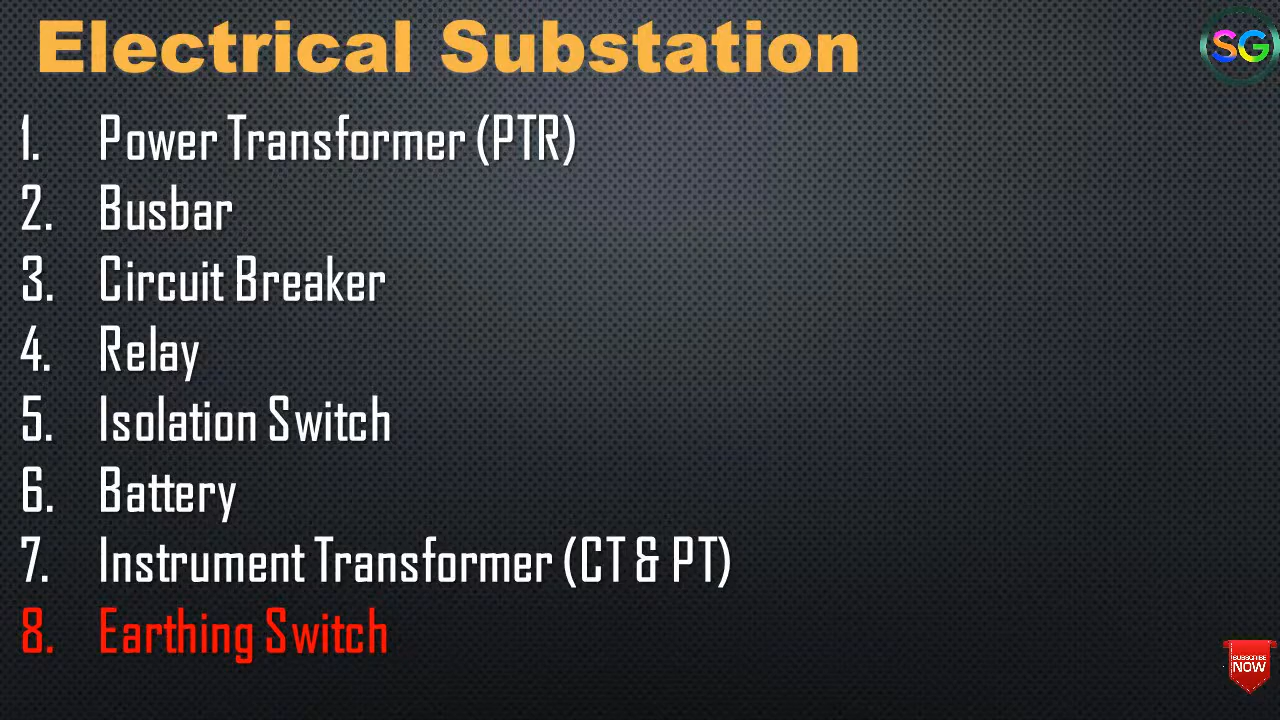 Electrical Substation
SG
1. Power Transformer (PTR)
2. Busbar
3. Circuit Breaker
4. Relay
5. Isolation Switch
6. Battery
7. Instrument Transformer (CT & PT)
8. Earthing Switch
SUBSCRIBE
NOW